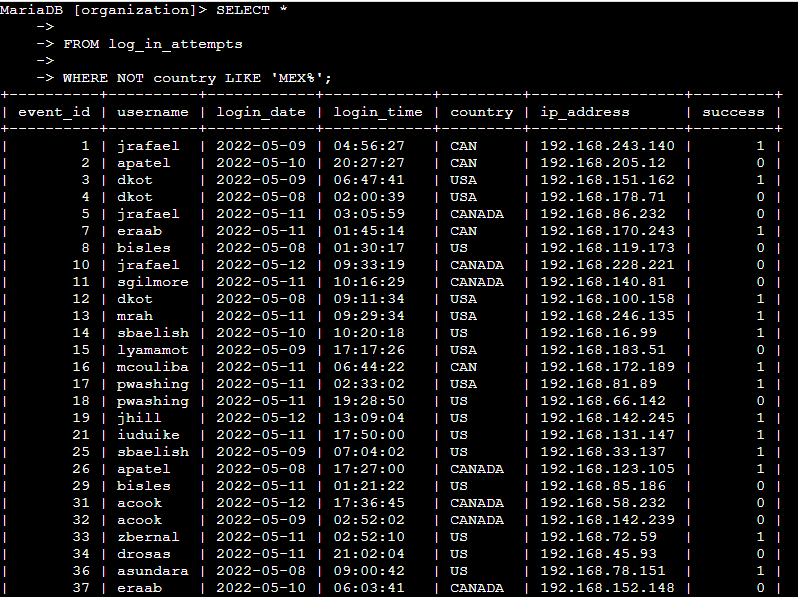 MariaDB [organization]> SELECT *
    ->
    -> FROM log_in_attempts
    ->
    -> WHERE NOT country LIKE 'MEX%';
+----------+----------+------------+------------+---------+-----------------+---------+
| event_id | username | login_date | login_time | country | ip_address      | success |
+----------+----------+------------+------------+---------+-----------------+---------+
|        1 | jrafael  | 2022-05-09 | 04:56:27   | CAN     | 192.168.243.140 |       1 |
|        2 | apatel   | 2022-05-10 | 20:27:27   | CAN     | 192.168.205.12  |       0 |
|        3 | dkot     | 2022-05-09 | 06:47:41   | USA     | 192.168.151.162 |       1 |
|        4 | dkot     | 2022-05-08 | 02:00:39   | USA     | 192.168.178.71  |       0 |
|        5 | jrafael  | 2022-05-11 | 03:05:59   | CANADA  | 192.168.86.232  |       0 |
|        7 | eraab    | 2022-05-11 | 01:45:14   | CAN     | 192.168.170.243 |       1 |
|        8 | bisles   | 2022-05-08 | 01:30:17   | US      | 192.168.119.173 |       0 |
|       10 | jrafael  | 2022-05-12 | 09:33:19   | CANADA  | 192.168.228.221 |       0 |
|       11 | sgilmore | 2022-05-11 | 10:16:29   | CANADA  | 192.168.140.81  |       0 |
|       12 | dkot     | 2022-05-08 | 09:11:34   | USA     | 192.168.100.158 |       1 |
|       13 | mrah     | 2022-05-11 | 09:29:34   | USA     | 192.168.246.135 |       1 |
|       14 | sbaelish | 2022-05-10 | 10:20:18   | US      | 192.168.16.99   |       1 |
|       15 | lyamamot | 2022-05-09 | 17:17:26   | USA     | 192.168.183.51  |       0 |
|       16 | mcouliba | 2022-05-11 | 06:44:22   | CAN     | 192.168.172.189 |       1 |
|       17 | pwashing | 2022-05-11 | 02:33:02   | USA     | 192.168.81.89   |       1 |
|       18 | pwashing | 2022-05-11 | 19:28:50   | US      | 192.168.66.142  |       0 |
|       19 | jhill    | 2022-05-12 | 13:09:04   | US      | 192.168.142.245 |       1 |
|       21 | iuduike  | 2022-05-11 | 17:50:00   | US      | 192.168.131.147 |       1 |
|       25 | sbaelish | 2022-05-09 | 07:04:02   | US      | 192.168.33.137  |       1 |
|       26 | apatel   | 2022-05-08 | 17:27:00   | CANADA  | 192.168.123.105 |       1 |
|       29 | bisles   | 2022-05-11 | 01:21:22   | US      | 192.168.85.186  |       0 |
|       31 | acook    | 2022-05-12 | 17:36:45   | CANADA  | 192.168.58.232  |       0 |
|       32 | acook    | 2022-05-09 | 02:52:02   | CANADA  | 192.168.142.239 |       0 |
|       33 | zbernal  | 2022-05-11 | 02:52:10   | US      | 192.168.72.59   |       1 |
|       34 | drosas   | 2022-05-11 | 21:02:04   | US      | 192.168.45.93   |       0 |
|       36 | asundara | 2022-05-08 | 09:00:42   | US      | 192.168.78.151  |       1 |
|       37 | eraab    | 2022-05-10 | 06:03:41   | CANADA  | 192.168.152.148 |       0 |